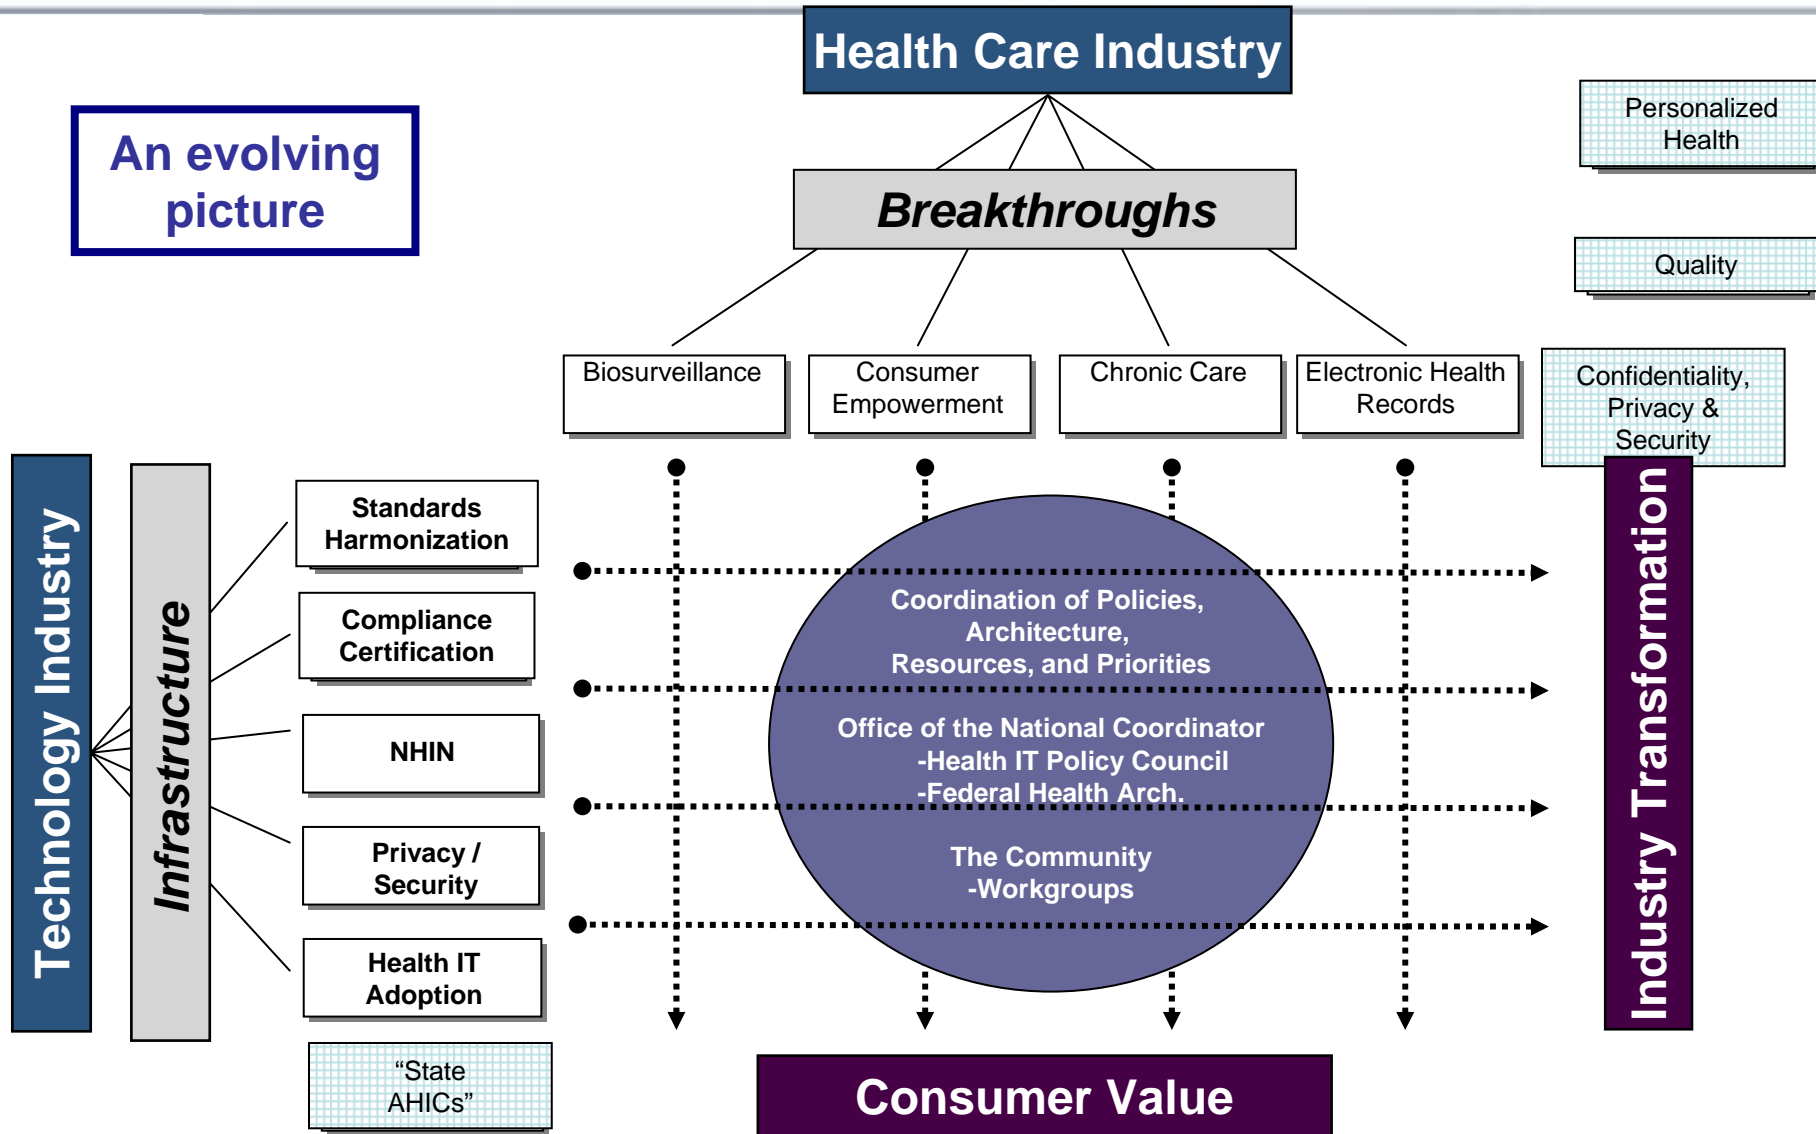 Health Care Industry
An evolving
picture
Personalized
Health
Breakthroughs
Quality
Biosurveillance
Consumer
Empowerment
Chronic Care
Electronic Health
Records
Confidentiality,
Privacy &
Security
Technology Industry
Infrastructure
Standards
Harmonization
Compliance
Certification
NHIN
Privacy /
Security
Health IT
Adoption
“State
AHICs”
Coordination of Policies,
Architecture,
Resources, and Priorities
Office of the National Coordinator
-Health IT Policy Council
-Federal Health Arch.
The Community
-Workgroups
Industry Transformation
Consumer Value